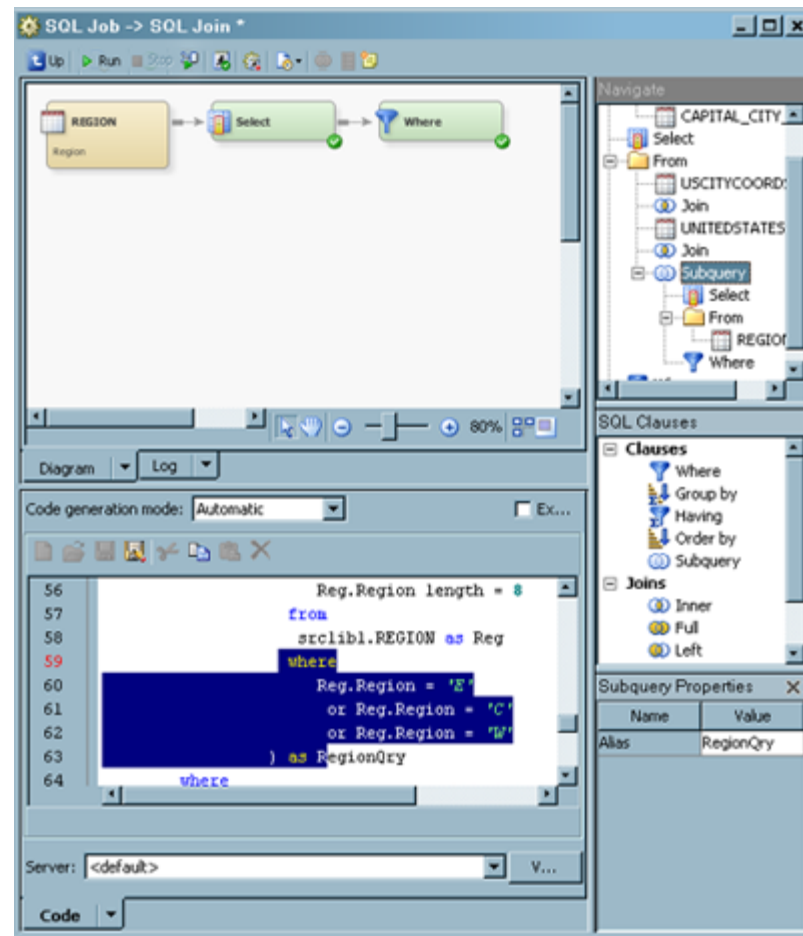 SQL Job -> SQL Join *
Up Run Stop
REGION
Region
Select
Where
80%
Diagram Log
Code generation mode: Automatic Ex...
56 Reg.Region length = 8
57 from
58 srclib1.REGION as Reg
59 where
60 Reg.Region = 'E'
61 or Reg.Region = 'C'
62 or Reg.Region = 'W'
63 ) as RegionQry
64 where
Server: <default> V...
Code
Navigate
CAPITAL_CITY_
Select
From
USCITYCOORD
Join
UNITEDSTATES
Join
Subquery
Select
From
REGIO
Where
SQL Clauses
Clauses
Where
Group by
Having
Order by
Subquery
Joins
Inner
Full
Left
Subquery Properties
Name Value
Alias RegionQry